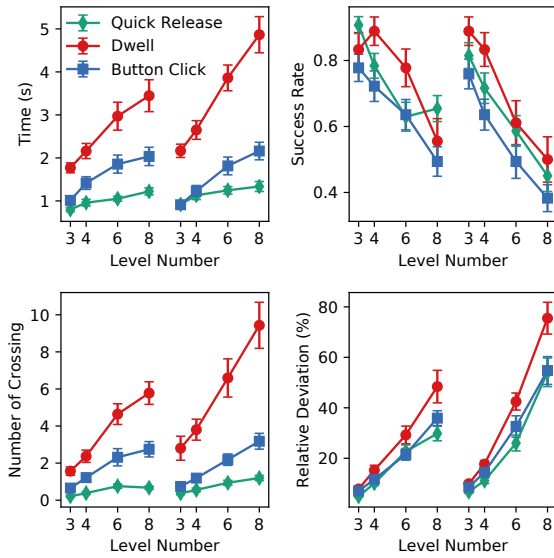 Quick Release
Dwell
Button Click
Time (s)
5
4
3
2
1
3 4 6 8 3 4 6 8
Level Number
Success Rate
0.8
0.6
0.4
3 4 6 8 3 4 6 8
Level Number
Number of Crossing
10
8
6
4
2
0
3 4 6 8 3 4 6 8
Level Number
Relative Deviation (%)
80
60
40
20
3 4 6 8 3 4 6 8
Level Number